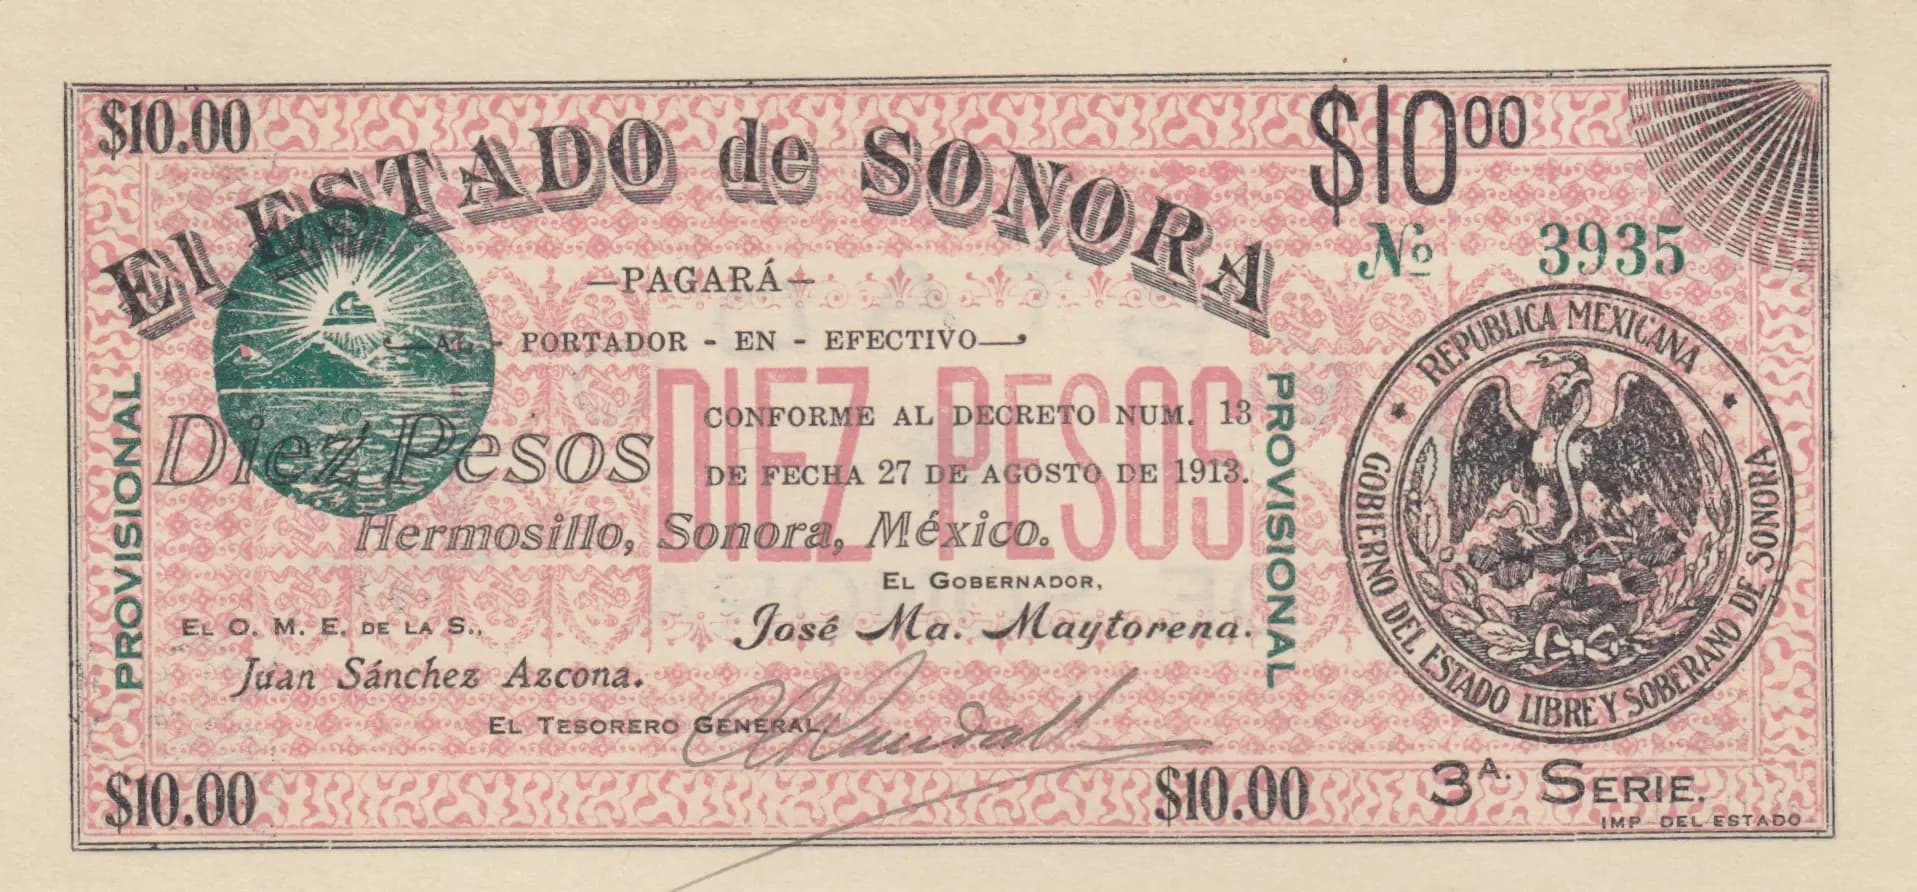 $10.00
El ESTADO de SONORA
$10 00
Nº 3935
—PAGARÁ—
AL - PORTADOR - EN - EFECTIVO
DIEZ PESOS
Diez Pesos
CONFORME AL DECRETO NUM. 13
DE FECHA 27 DE AGOSTO DE 1913.
Hermosillo, Sonora, México.
PROVISIONAL
PROVISIONAL
REPUBLICA MEXICANA
GOBIERNO DEL ESTADO LIBRE Y SOBERANO DE SONORA
EL GOBERNADOR,
José Ma. Maytorena.
EL O. M. E. DE LA S.,
Juan Sánchez Azcona.
EL TESORERO GENERAL
$10.00
$10.00
3A. SERIE.
IMP DEL ESTADO